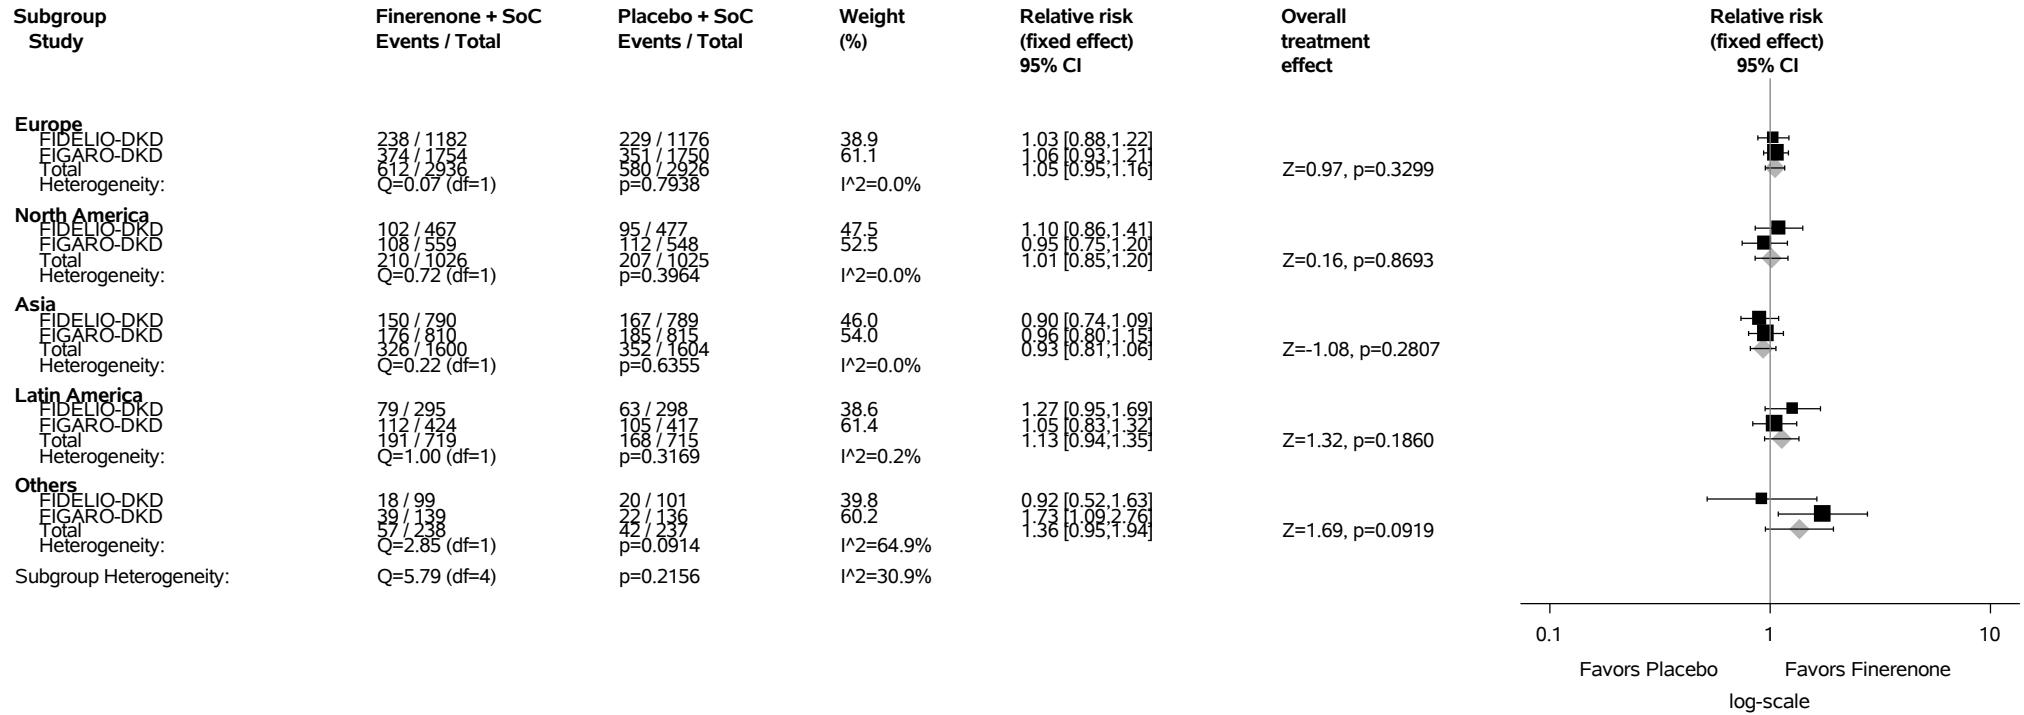 Subgroup Finerenone + SoC Placebo + SoC Weight Relative risk Overall Relative risk
Study Events / Total Events / Total (%) (fixed effect) treatment (fixed effect)
95% CI effect 95% CI
Europe
FIDELIO-DKD 238 / 1182 229 / 1176 38.9 1.03 [0.88,1.22]
FIGARO-DKD 374 / 1754 351 / 1750 61.1 1.06 [0.93,1.21]
Total 612 / 2936 580 / 2926 1.05 [0.95,1.16] Z=0.97, p=0.3299
Heterogeneity: Q=0.07 (df=1) p=0.7938 I^2=0.0%
North America
FIDELIO-DKD 102 / 467 95 / 477 47.5 1.10 [0.86,1.41]
FIGARO-DKD 108 / 559 112 / 548 52.5 0.95 [0.75,1.20]
Total 210 / 1026 207 / 1025 1.01 [0.85,1.20] Z=0.16, p=0.8693
Heterogeneity: Q=0.72 (df=1) p=0.3964 I^2=0.0%
Asia
FIDELIO-DKD 150 / 790 167 / 789 46.0 0.90 [0.74,1.09]
FIGARO-DKD 176 / 810 185 / 815 54.0 0.96 [0.80,1.15]
Total 326 / 1600 352 / 1604 0.93 [0.81,1.06] Z=-1.08, p=0.2807
Heterogeneity: Q=0.22 (df=1) p=0.6355 I^2=0.0%
Latin America
FIDELIO-DKD 79 / 295 63 / 298 38.6 1.27 [0.95,1.69]
FIGARO-DKD 112 / 424 105 / 417 61.4 1.05 [0.83,1.32]
Total 191 / 719 168 / 715 1.13 [0.94,1.35] Z=1.32, p=0.1860
Heterogeneity: Q=1.00 (df=1) p=0.3169 I^2=0.2%
Others
FIDELIO-DKD 18 / 99 20 / 101 39.8 0.92 [0.52,1.63]
FIGARO-DKD 39 / 139 22 / 136 60.2 1.73 [1.09,2.76]
Total 57 / 238 42 / 237 1.36 [0.95,1.94] Z=1.69, p=0.0919
Heterogeneity: Q=2.85 (df=1) p=0.0914 I^2=64.9%
Subgroup Heterogeneity: Q=5.79 (df=4) p=0.2156 I^2=30.9%
0.1 1 10
Favors Placebo Favors Finerenone
log-scale